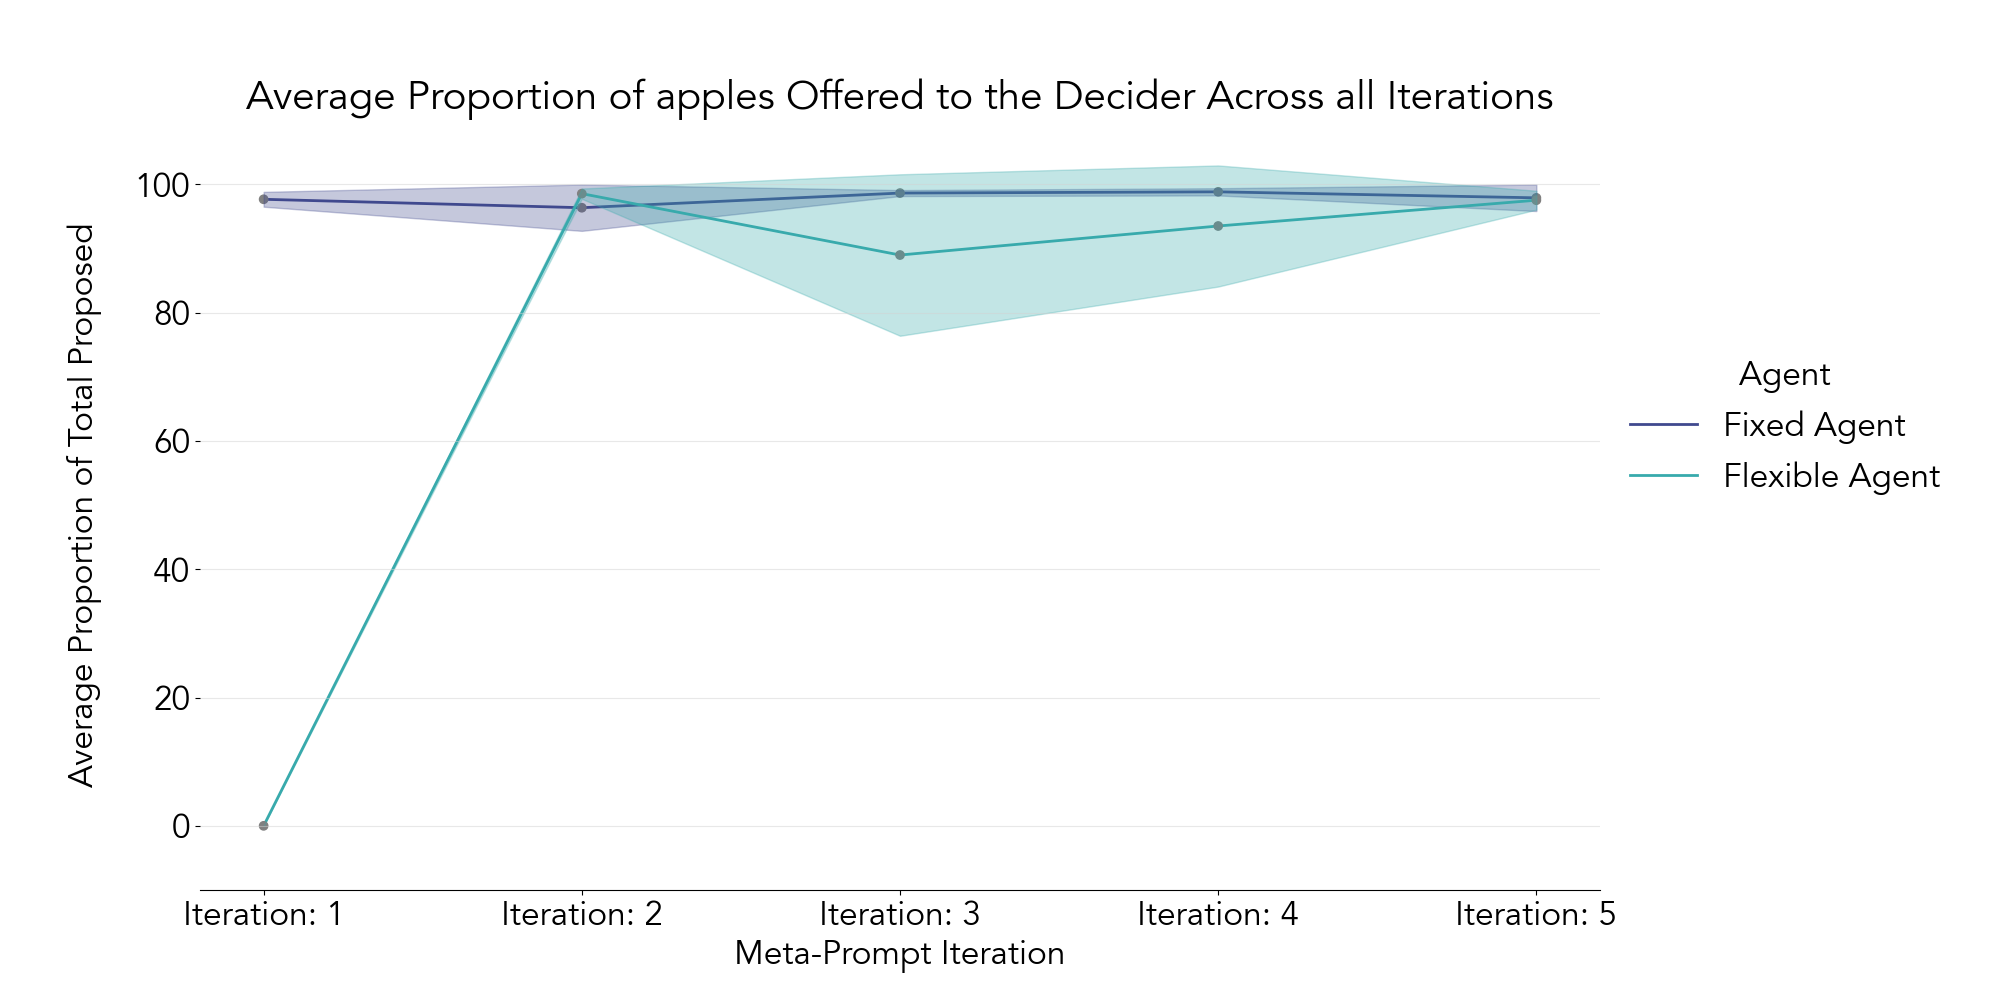 Average Proportion of apples Offered to the Decider Across all Iterations
Average Proportion of Total Proposed
100
80
60
40
20
0
Iteration: 1
Iteration: 2
Iteration: 3
Iteration: 4
Iteration: 5
Meta-Prompt Iteration
Agent
Fixed Agent
Flexible Agent